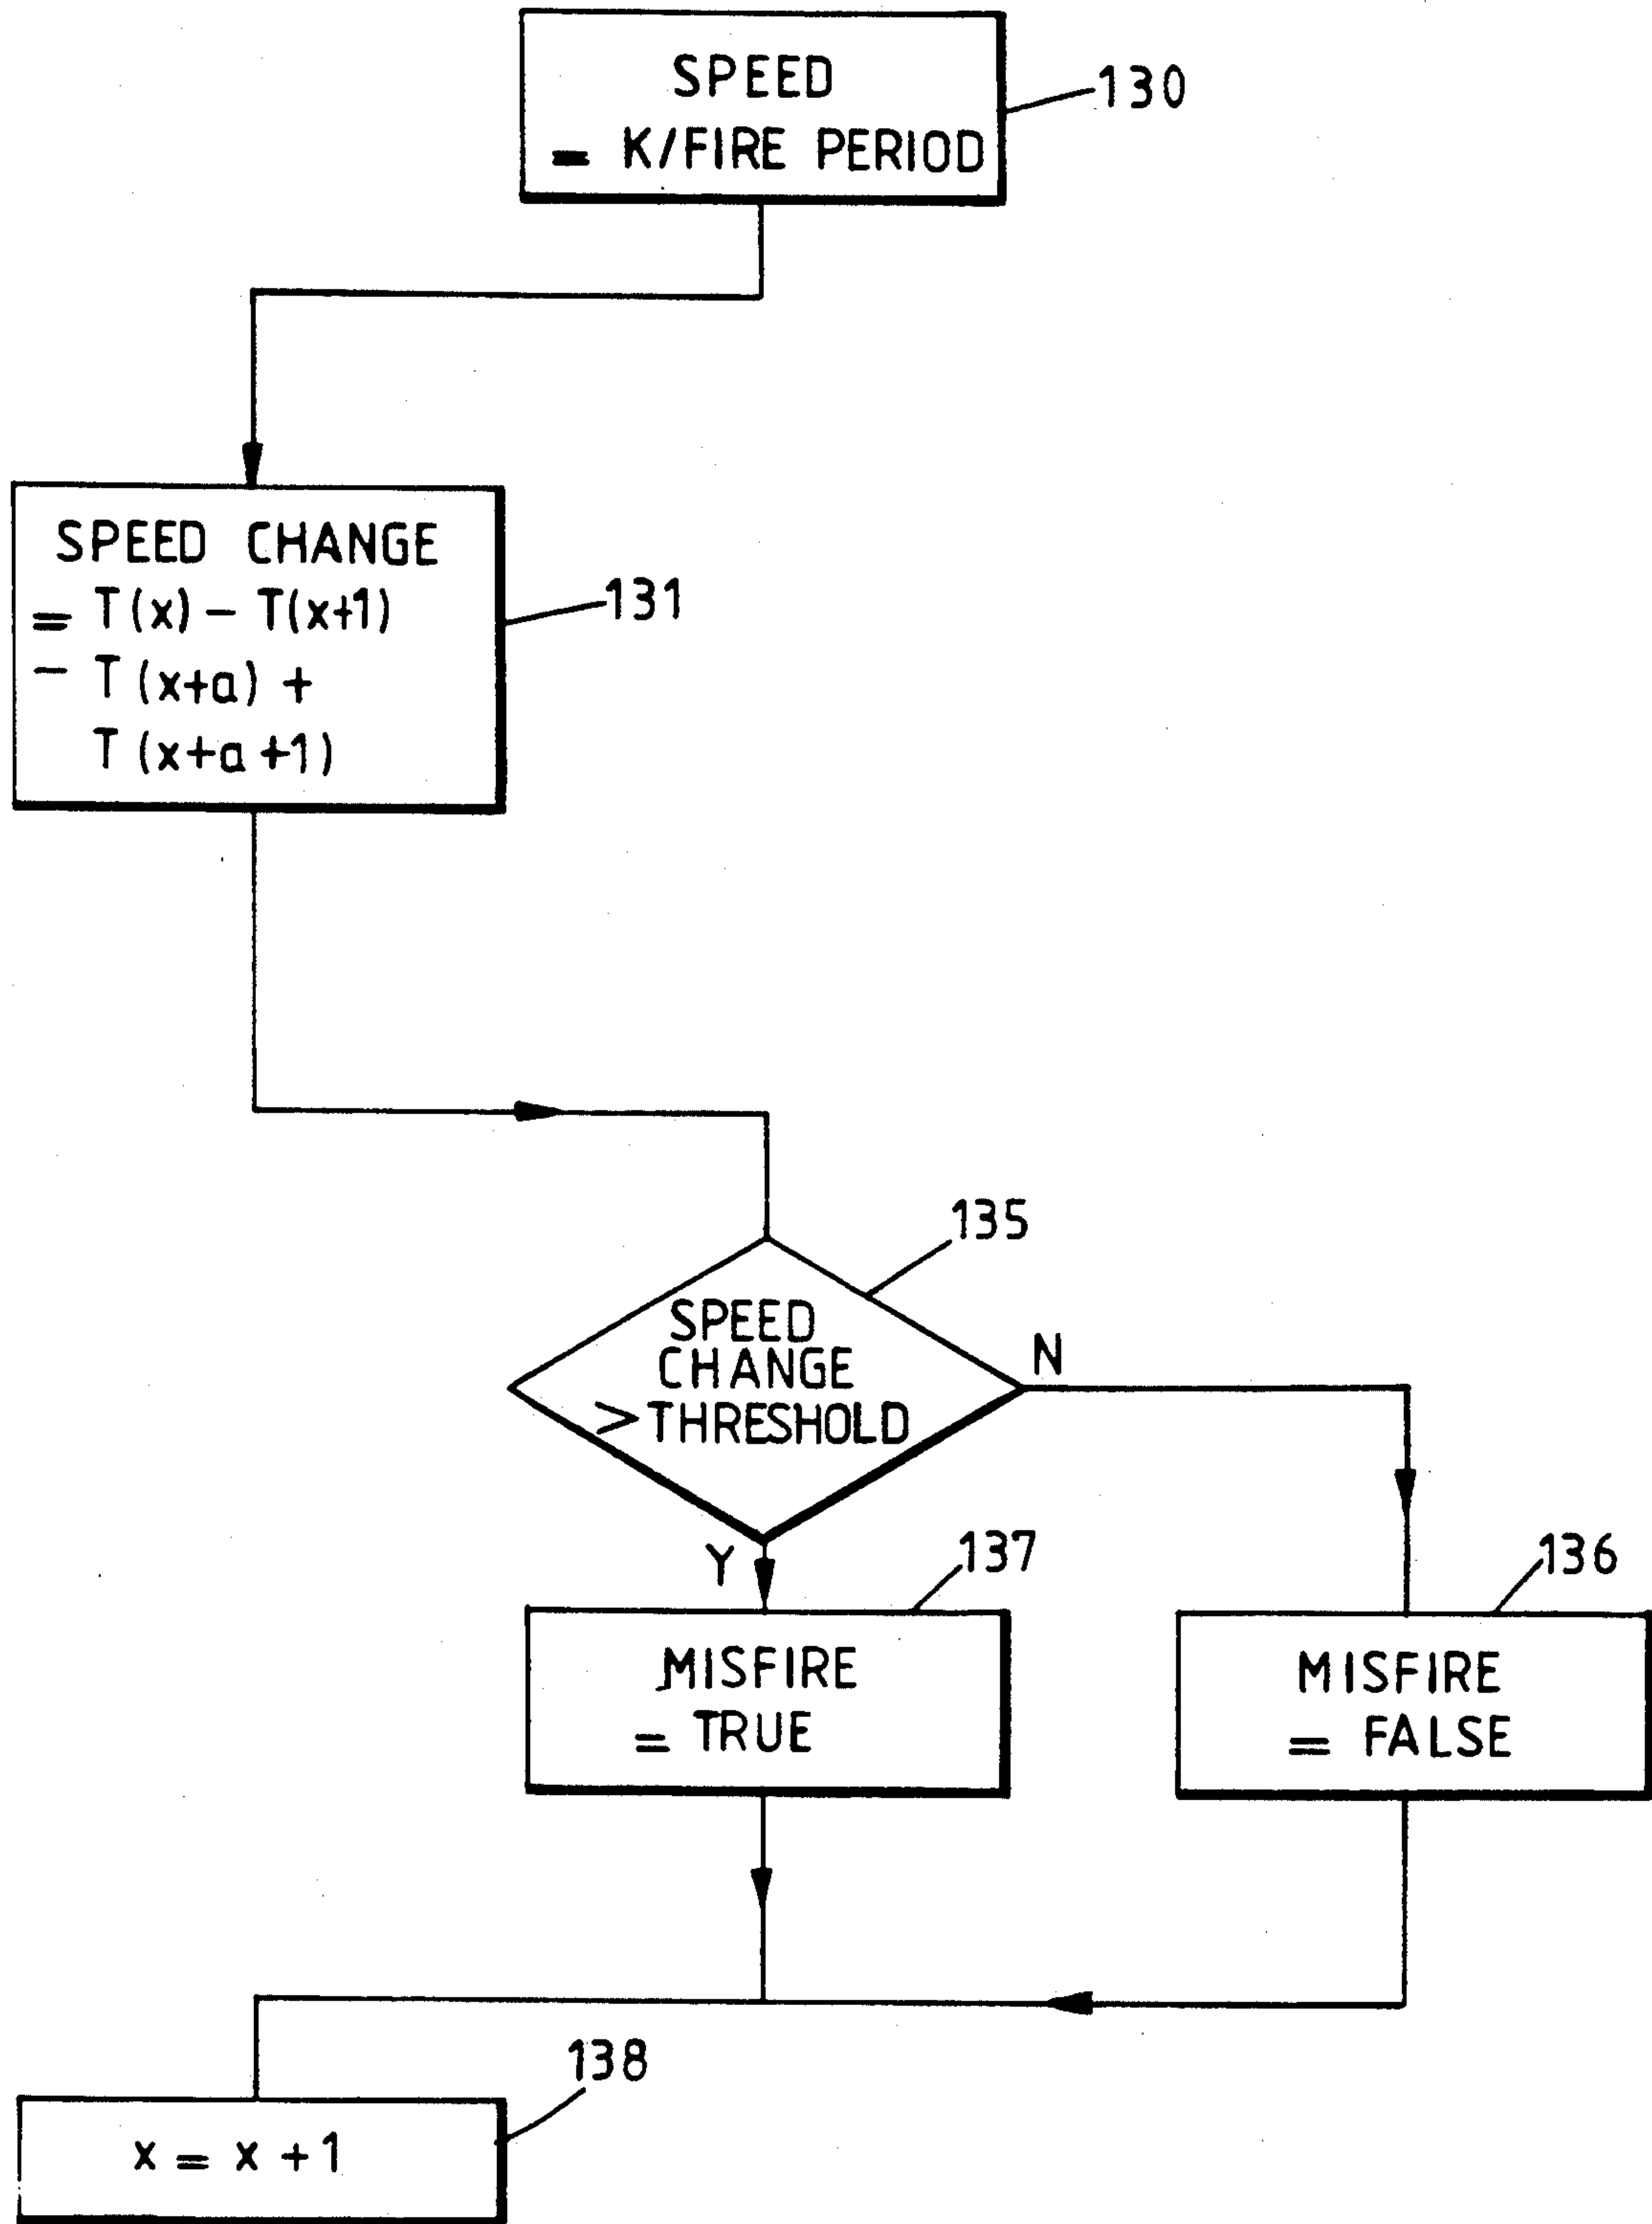 SPEED
= K/FIRE PERIOD
130
SPEED CHANGE
= T(x) – T(x+1)
– T(x+a) +
T(x+a+1)
131
135
SPEED
CHANGE
> THRESHOLD
N
Y
137
136
MISFIRE
= TRUE
MISFIRE
= FALSE
138
x = x + 1